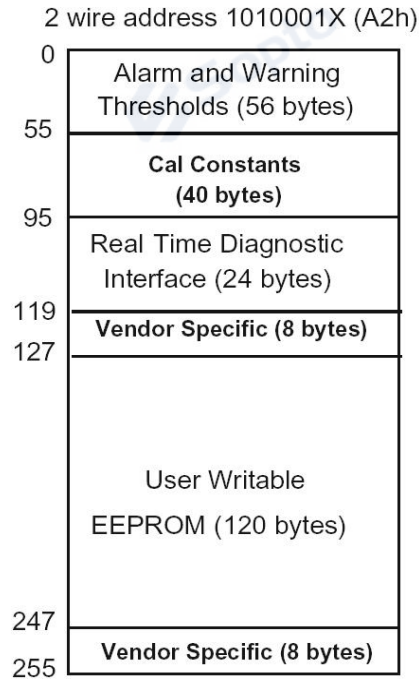 2 wire address 1010001X (A2h)
0
Alarm and Warning
Thresholds (56 bytes)
55
Cal Constants
(40 bytes)
95
Real Time Diagnostic
Interface (24 bytes)
119
Vendor Specific (8 bytes)
127
User Writable
EEPROM (120 bytes)
247
Vendor Specific (8 bytes)
255